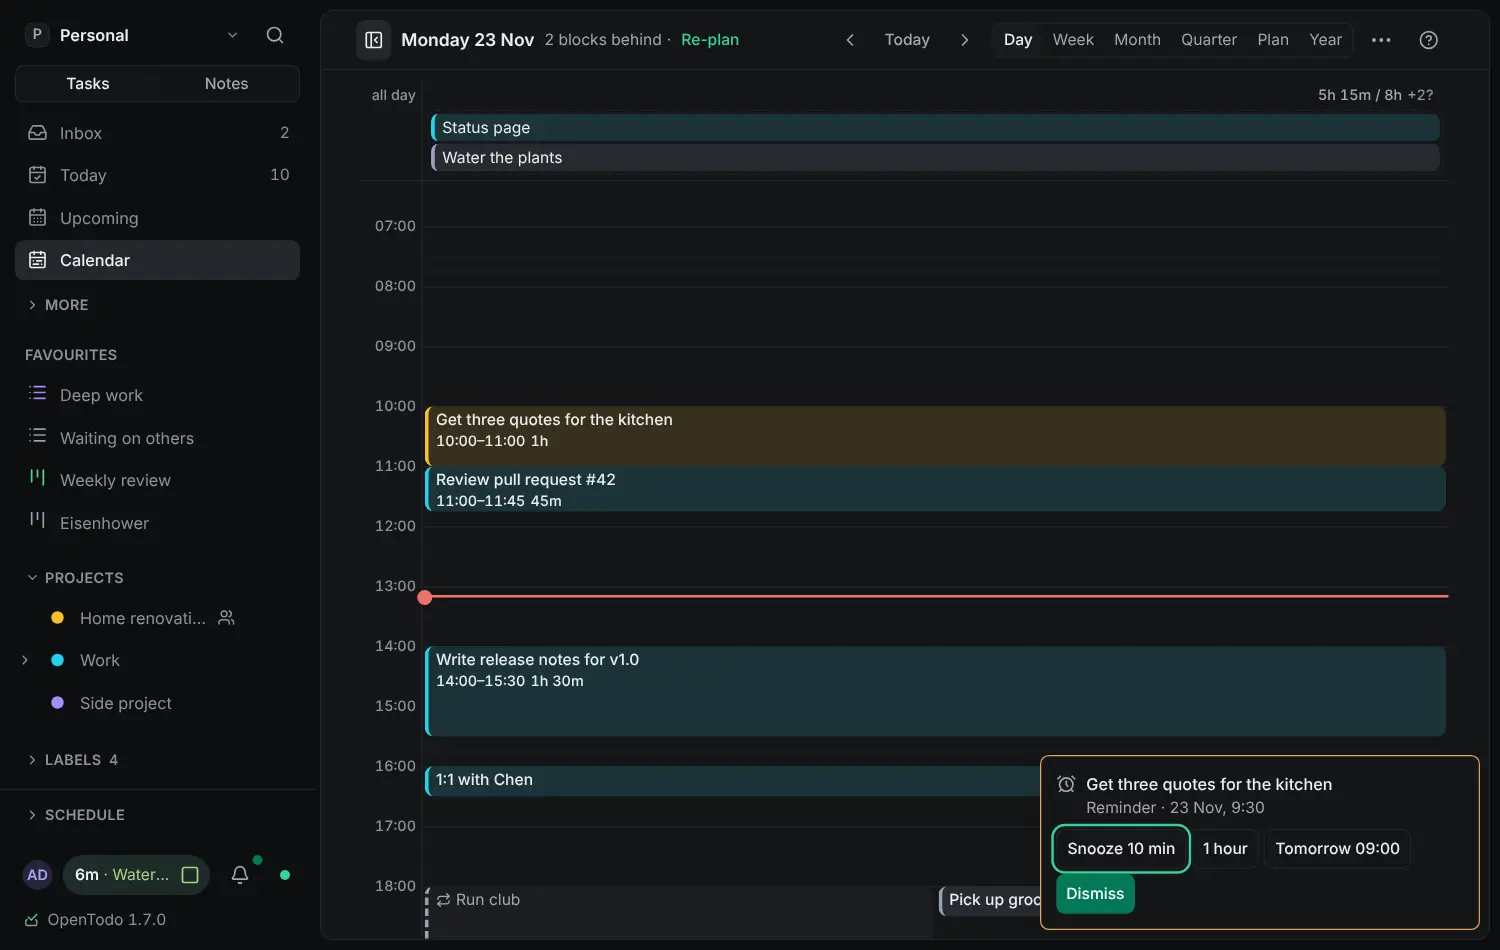 P Personal
Tasks Notes
Inbox 2
Today 10
Upcoming
Calendar
MORE
FAVOURITES
Deep work
Waiting on others
Weekly review
Eisenhower
PROJECTS
Home renovati...
Work
Side project
LABELS 4
SCHEDULE
AD 6m · Water...
OpenTodo 1.7.0
Monday 23 Nov 2 blocks behind · Re-plan Today Day Week Month Quarter Plan Year
all day 5h 15m / 8h +2?
Status page
Water the plants
07:00
08:00
09:00
10:00
Get three quotes for the kitchen
10:00–11:00 1h
11:00
Review pull request #42
11:00–11:45 45m
12:00
13:00
14:00
Write release notes for v1.0
14:00–15:30 1h 30m
15:00
16:00
1:1 with Chen
17:00
18:00
Run club
Pick up groc
Get three quotes for the kitchen
Reminder · 23 Nov, 9:30
Snooze 10 min 1 hour Tomorrow 09:00
Dismiss